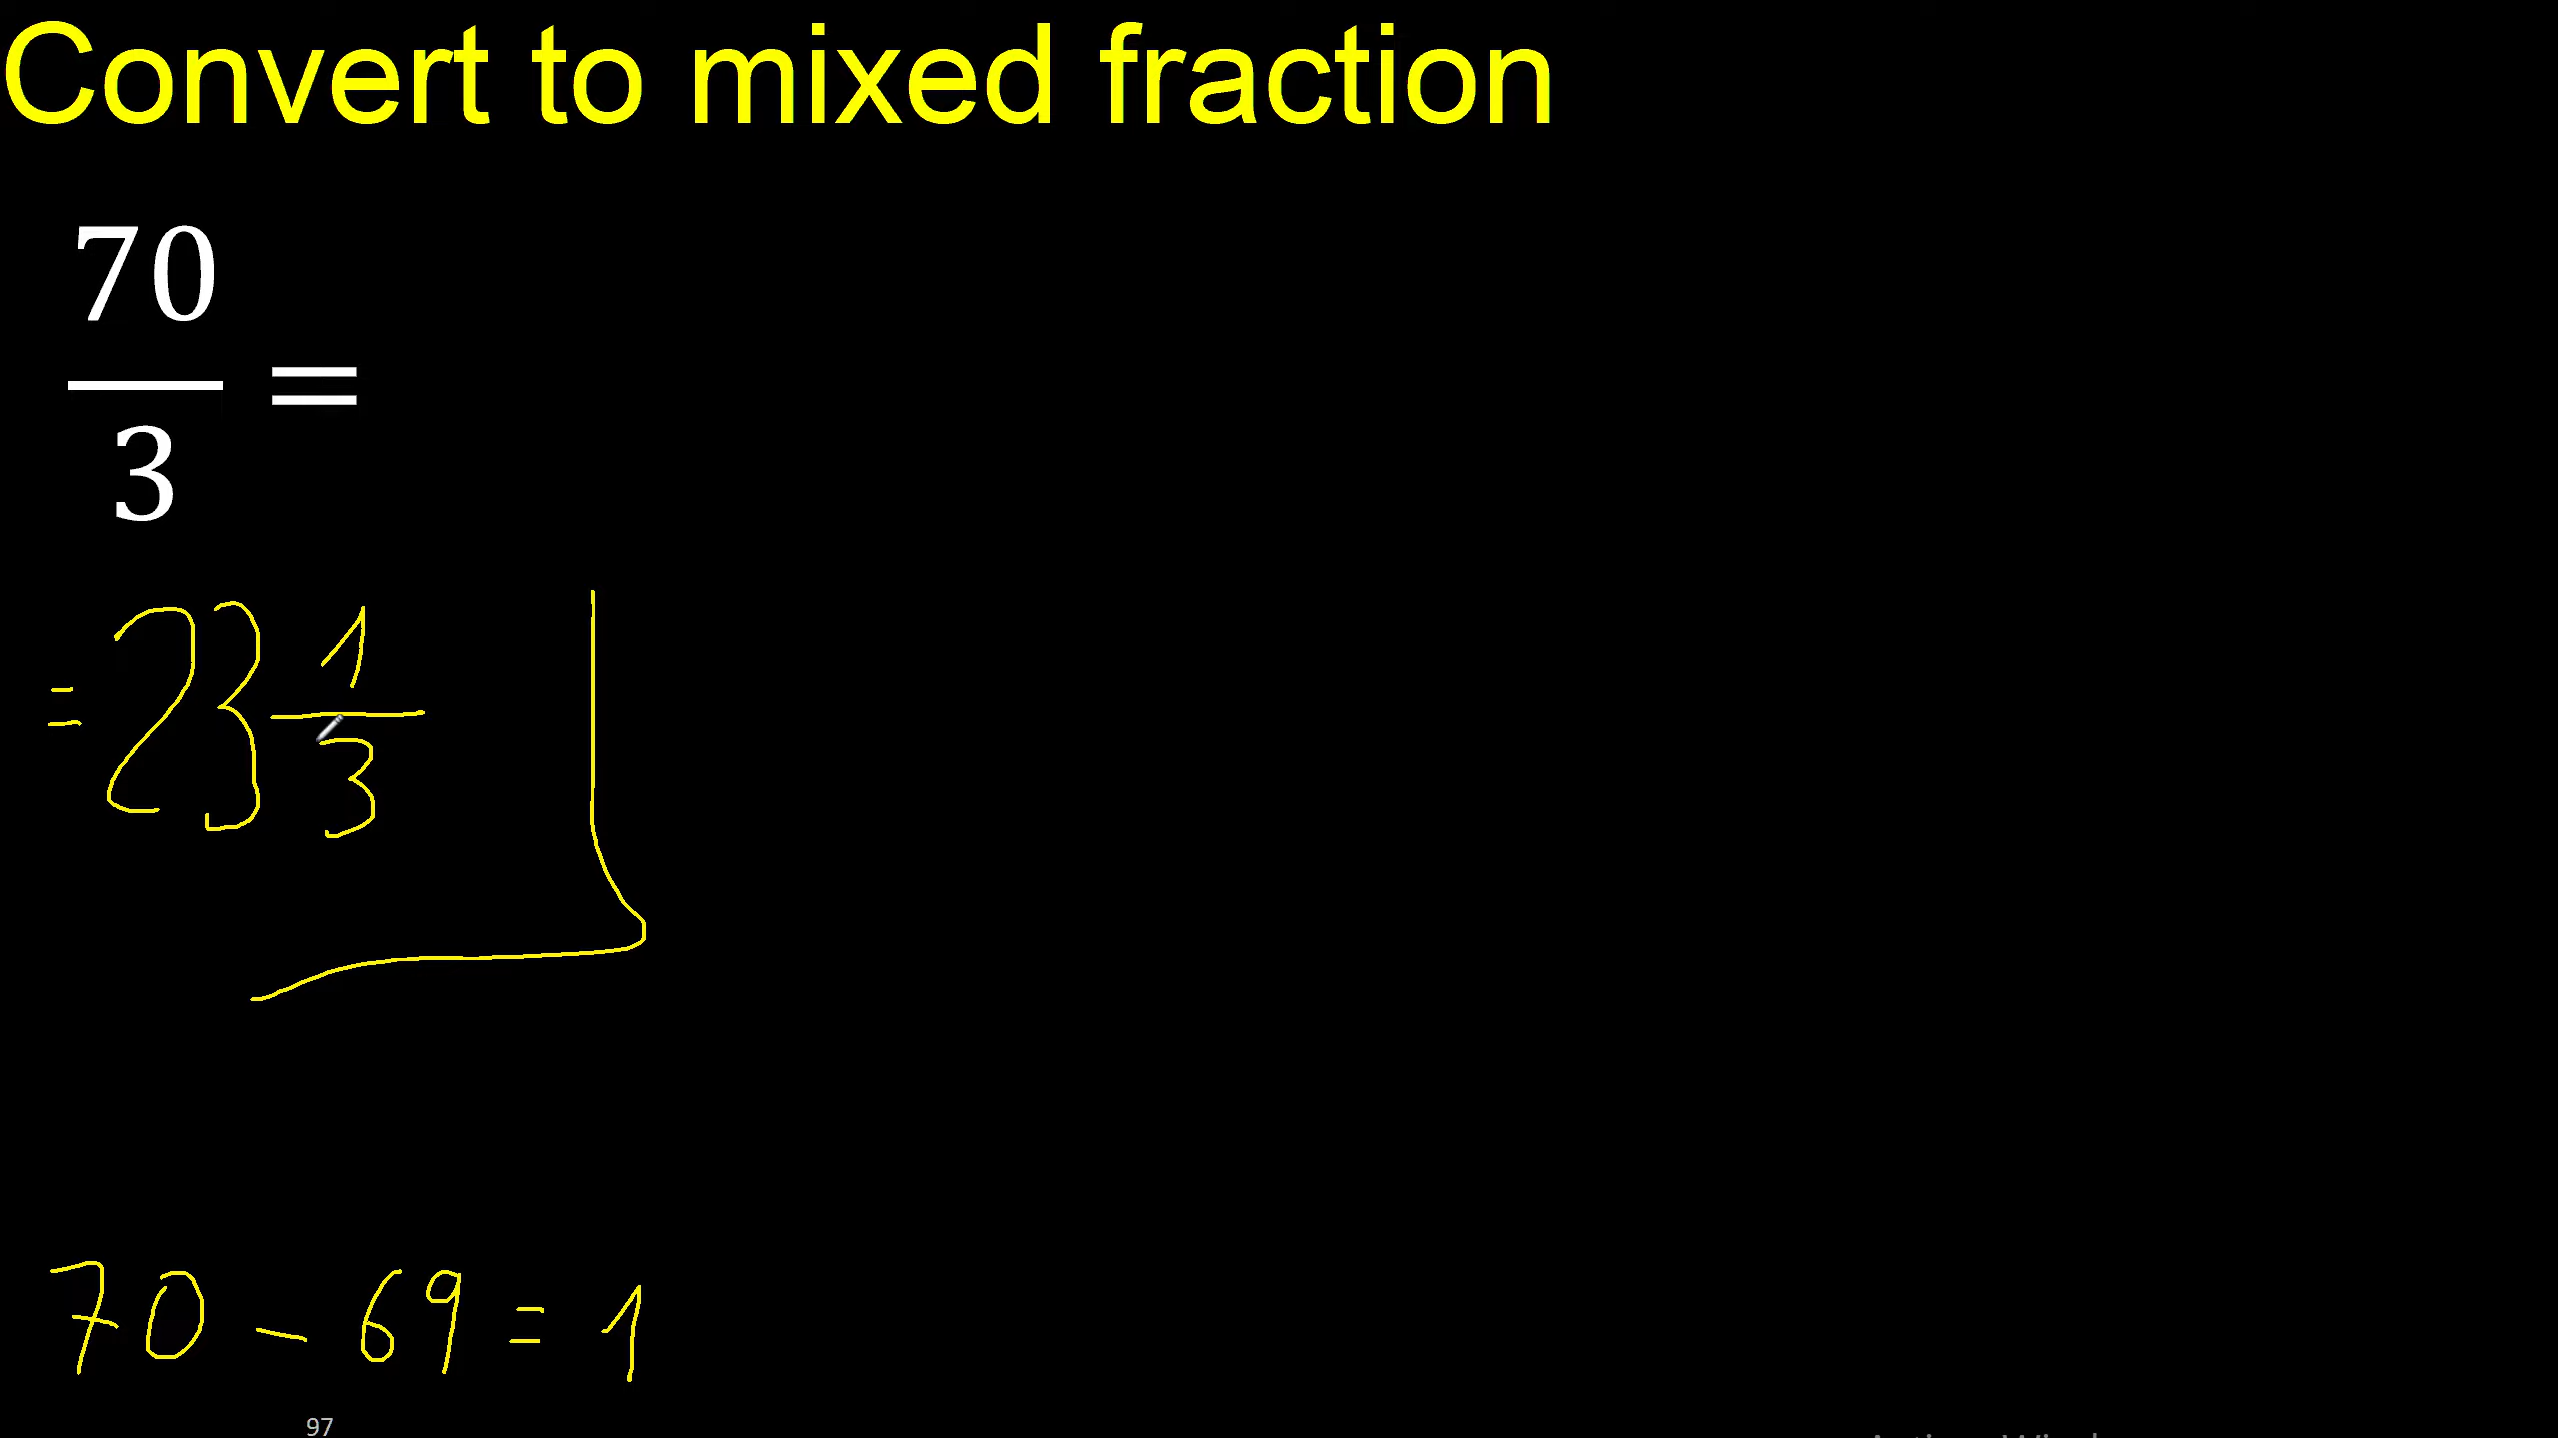 Convert to mixed fraction
70
3 =
= 23 1/3
70 - 69 = 1
97